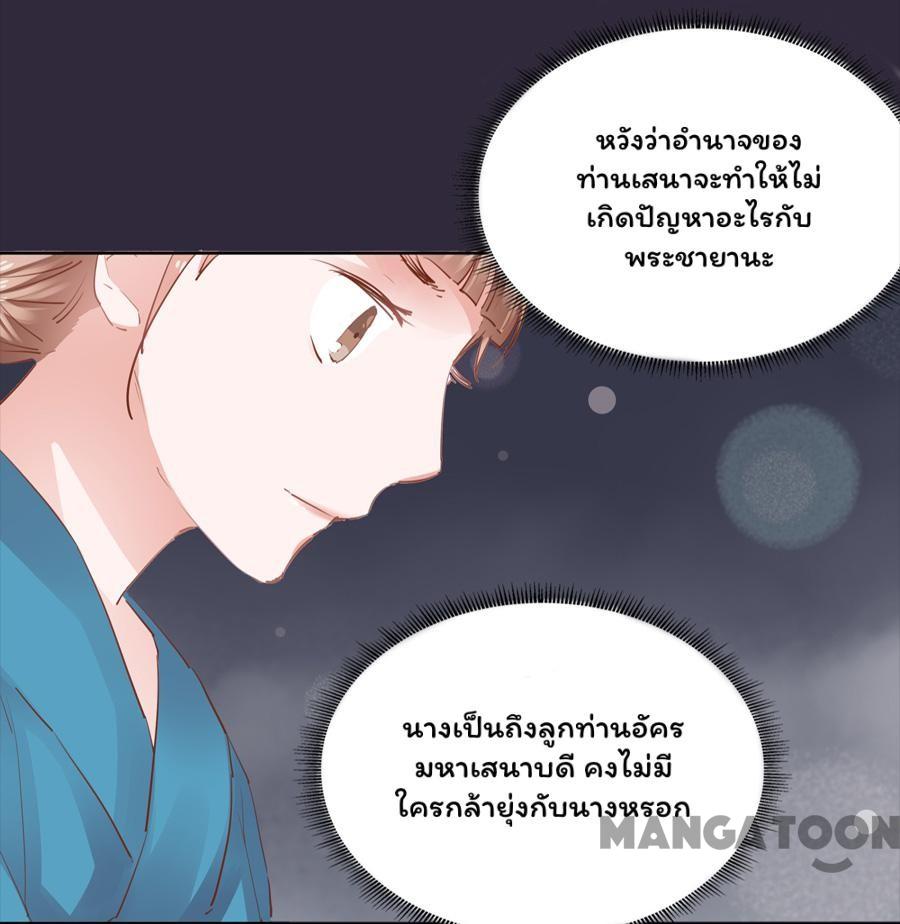 หวังว่าอำนาจของ
ท่านเสนาจะทำให้ไม่
เกิดปัญหาอะไรกับ
พระชายานะ
นางเป็นถึงลูกท่านอัคร
มหาเสนาบดี คงไม่มี
ใครกล้ายุ่งกับนางหรอก
MANGATOON